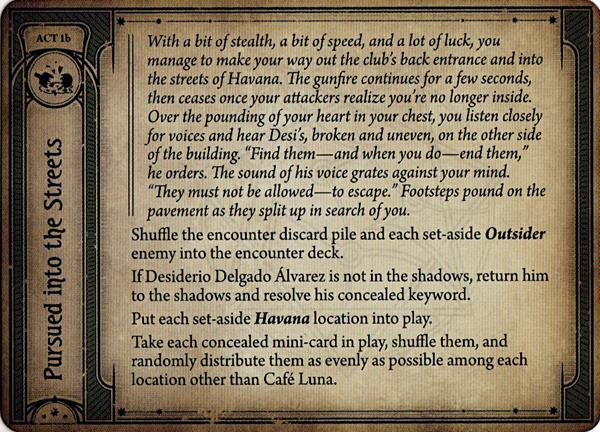 ACT 1b
Pursued into the Streets
With a bit of stealth, a bit of speed, and a lot of luck, you
manage to make your way out the club's back entrance and into
the streets of Havana. The gunfire continues for a few seconds,
then ceases once your attackers realize you're no longer inside.
Over the pounding of your heart in your chest, you listen closely
for voices and hear Desi's, broken and uneven, on the other side
of the building. “Find them—and when you do—end them,”
he orders. The sound of his voice grates against your mind.
“They must not be allowed—to escape.” Footsteps pound on the
pavement as they split up in search of you.
Shuffle the encounter discard pile and each set-aside Outsider
enemy into the encounter deck.
If Desiderio Delgado Álvarez is not in the shadows, return him
to the shadows and resolve his concealed keyword.
Put each set-aside Havana location into play.
Take each concealed mini-card in play, shuffle them, and
randomly distribute them as evenly as possible among each
location other than Café Luna.